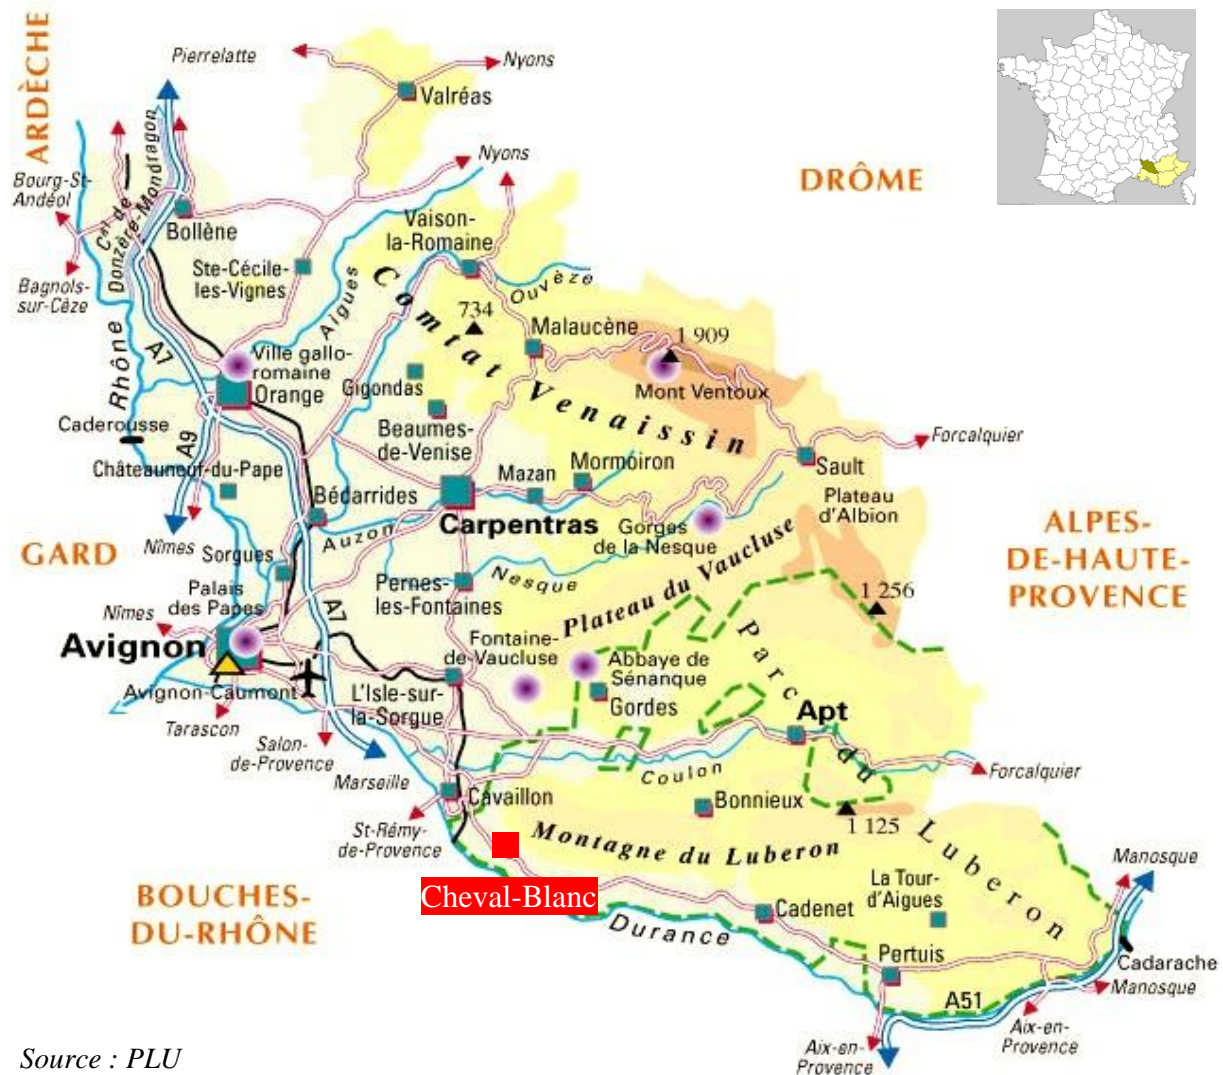 ARDÈCHE
Pierrelatte
Nyons
Valréas
Nyons
DRÔME
Bourg-St-
Andéol
Cal de
Donzère-Mondragon
Bollène
Vaison-
la-Romaine
Ste-Cécile-
les-Vignes
Bagnols-
sur-Cèze
Aigues
Ouvèze
Comtat Venaissin
734
Malaucène
1 909
Rhône
A7
Ville gallo-
romaine
Orange
Gigondas
Mont Ventoux
Caderousse
A9
Beaumes-
de-Venise
Forcalquier
Châteauneuf-du-Pape
Mazan
Mormoiron
Sault
Bédarrides
Plateau
d'Albion
Carpentras
Gorges
de la Nesque
ALPES-
DE-HAUTE-
PROVENCE
GARD
Nîmes
Sorgues
Auzon
Nesque
Plateau du Vaucluse
Palais
des Papes
A7
Pernes-
les-Fontaines
1 256
Nîmes
Avignon
Fontaine-
de-Vaucluse
Abbaye de
Sénanque
Parc du Luberon
Avignon-Caumont
L'Isle-sur-
la-Sorgue
Gordes
Apt
Tarascon
Salon-
de-Provence
Marseille
Coulon
Forcalquier
Cavaillon
Bonnieux
1 125
St-Rémy-
de-Provence
Montagne du Luberon
Manosque
BOUCHES-
DU-RHÔNE
Cheval-Blanc
La Tour-
d'Aigues
Cadenet
Durance
Pertuis
Cadarache
Manosque
A51
Aix-en-
Provence
Aix-en-
Provence
Source : PLU